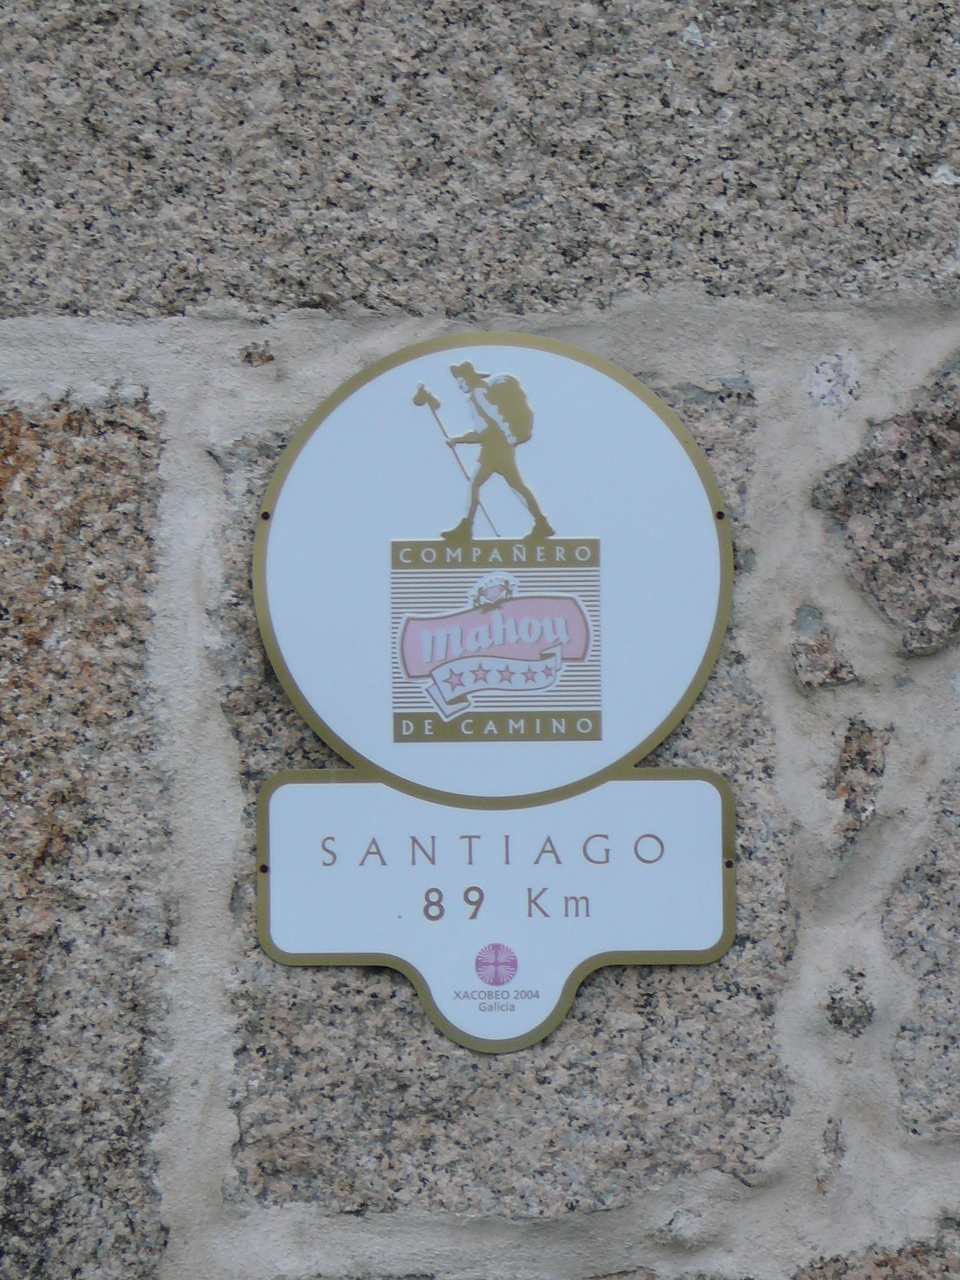 COMPAÑERO
Mahou
DE CAMINO
SANTIAGO
89 Km
XACOBEO 2004
Galicia